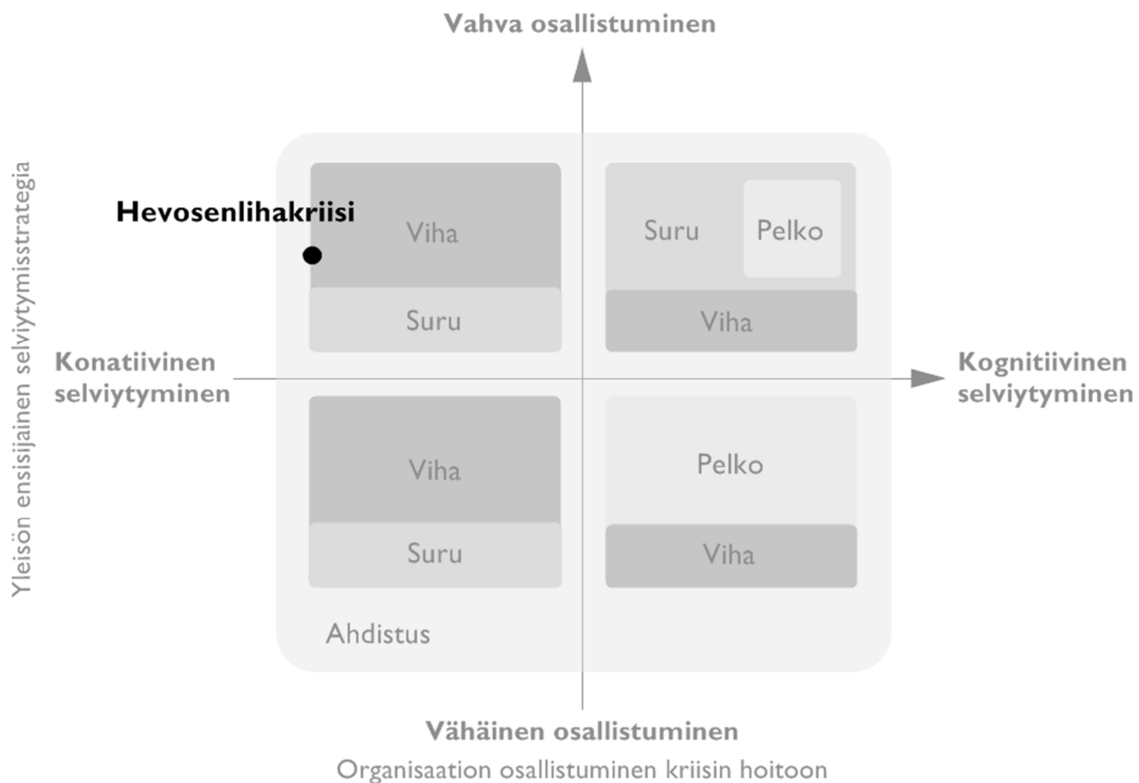 Vahva osallistuminen
Yleisön ensisijainen selviytymisstrategia
Hevosenlihakriisi
Viha
Suru
Suru
Pelko
Viha
Konatiivinen
selviytyminen
Kognitiivinen
selviytyminen
Viha
Suru
Pelko
Viha
Ahdistus
Vähäinen osallistuminen
Organisaation osallistuminen kriisin hoitoon